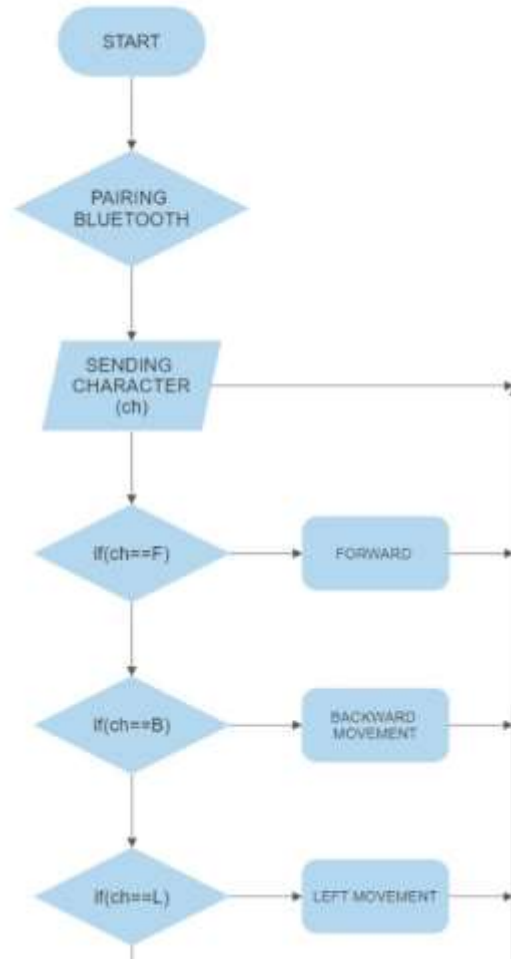 START
PAIRING
BLUETOOTH
SENDING
CHARACTER
(ch)
if(ch==F)
FORWARD
if(ch==B)
BACKWARD
MOVEMENT
if(ch==L)
LEFT MOVEMENT